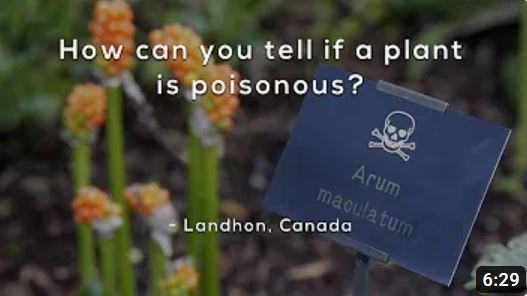 How can you tell if a plant
is poisonous?
Arum
maculatum
- Landhon, Canada
6:29